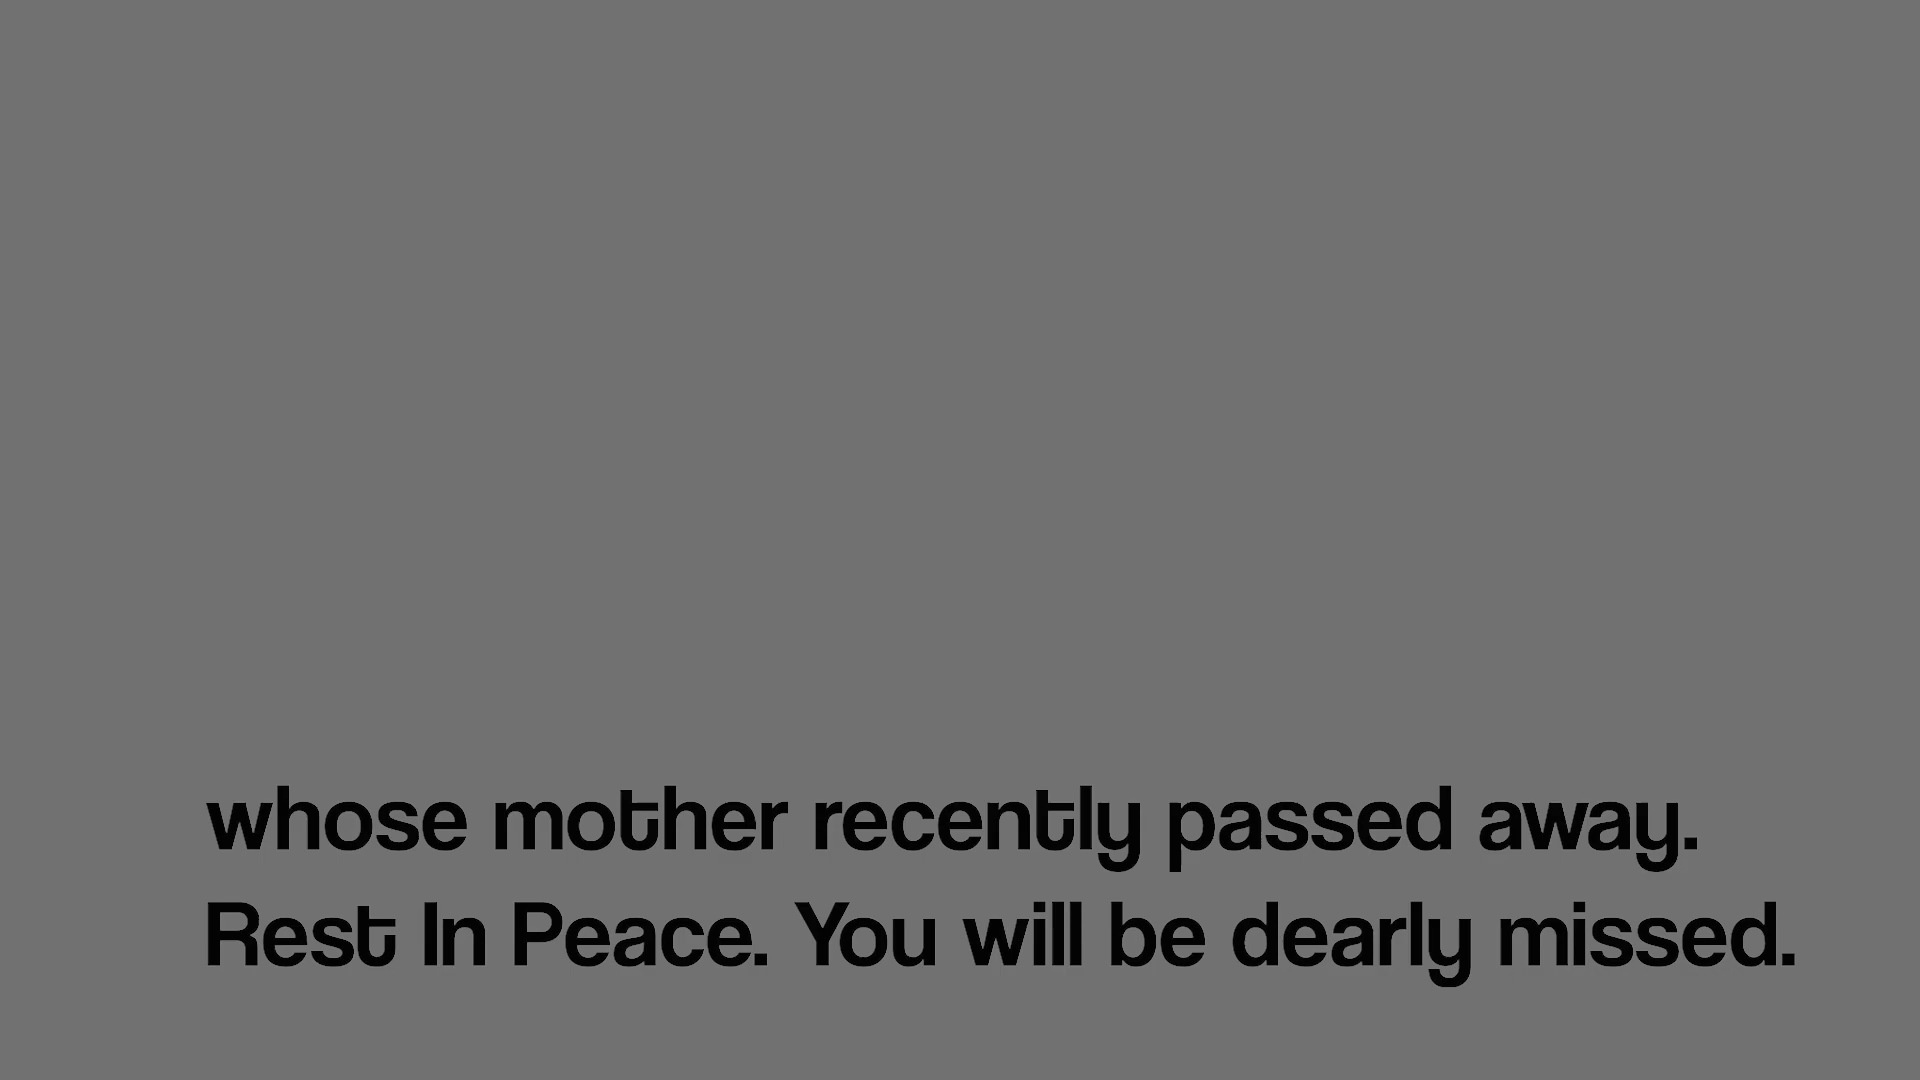 whose mother recently passed away.
Rest In Peace. You will be dearly missed.